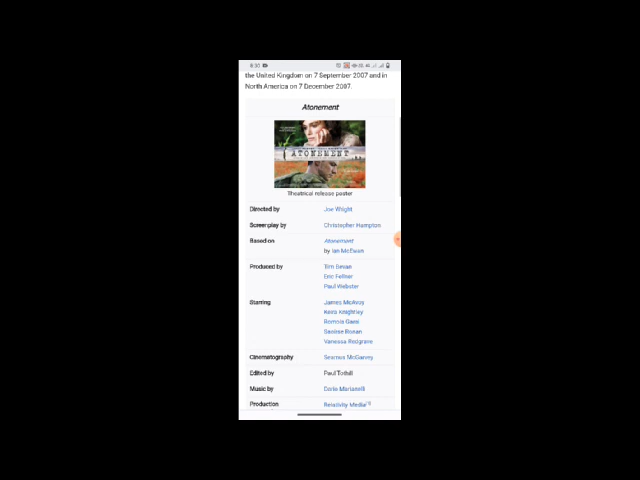 8:30
the United Kingdom on 7 September 2007 and in
North America on 7 December 2007.
Atonement
ATONEMENT
Theatrical release poster
Directed by Joe Wright
Screenplay by Christopher Hampton
Based on Atonement
by Ian McEwan
Produced by Tim Bevan
Eric Fellner
Paul Webster
Starring James McAvoy
Keira Knightley
Romola Garai
Saoirse Ronan
Vanessa Redgrave
Cinematography Seamus McGarvey
Edited by Paul Tothill
Music by Dario Marianelli
Production Relativity Media